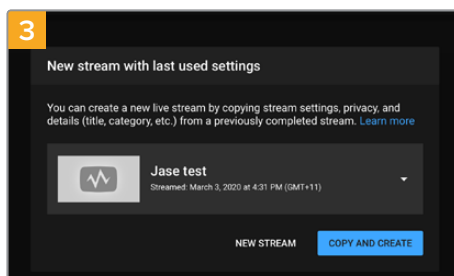 3
New stream with last used settings
You can create a new live stream by copying stream settings, privacy, and
details (title, category, etc.) from a previously completed stream. Learn more
Jase test
Streamed: March 3, 2020 at 4:31 PM (GMT+11)
NEW STREAM COPY AND CREATE